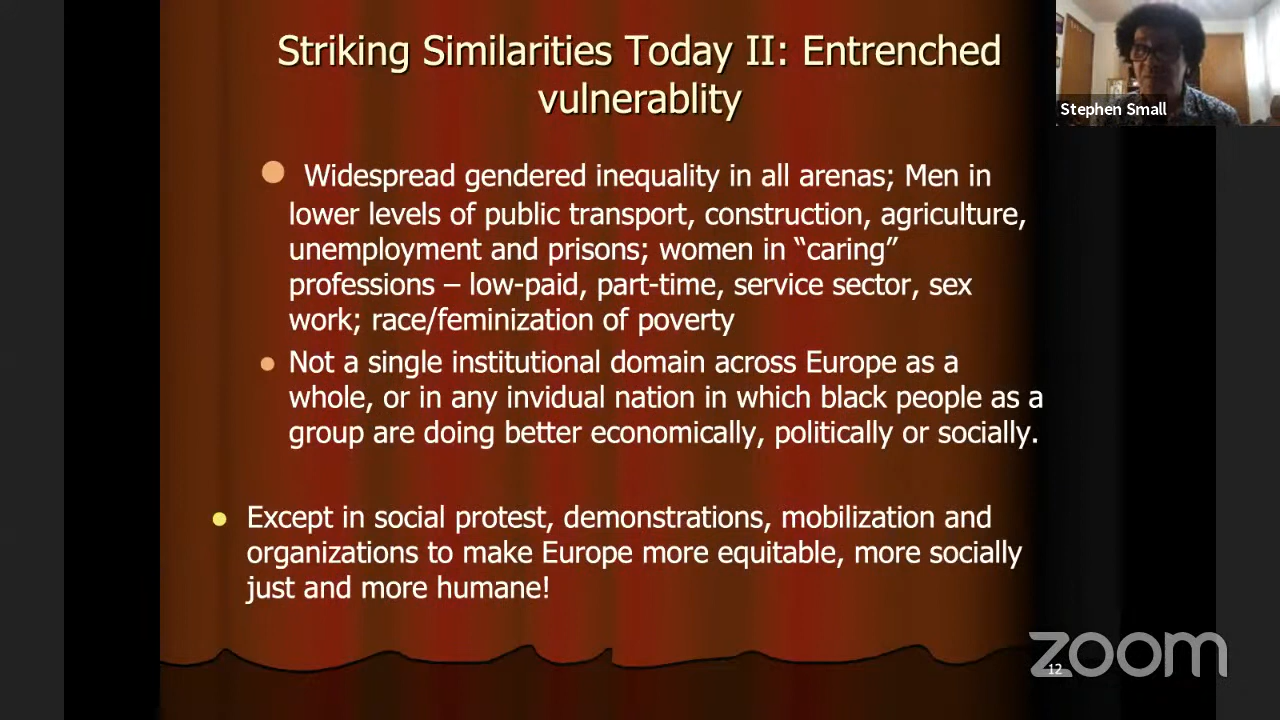 Striking Similarities Today II: Entrenched
vulnerablity
Stephen Small
Widespread gendered inequality in all arenas; Men in
lower levels of public transport, construction, agriculture,
unemployment and prisons; women in “caring”
professions – low-paid, part-time, service sector, sex
work; race/feminization of poverty
Not a single institutional domain across Europe as a
whole, or in any invidual nation in which black people as a
group are doing better economically, politically or socially.
Except in social protest, demonstrations, mobilization and
organizations to make Europe more equitable, more socially
just and more humane!
zoom
12